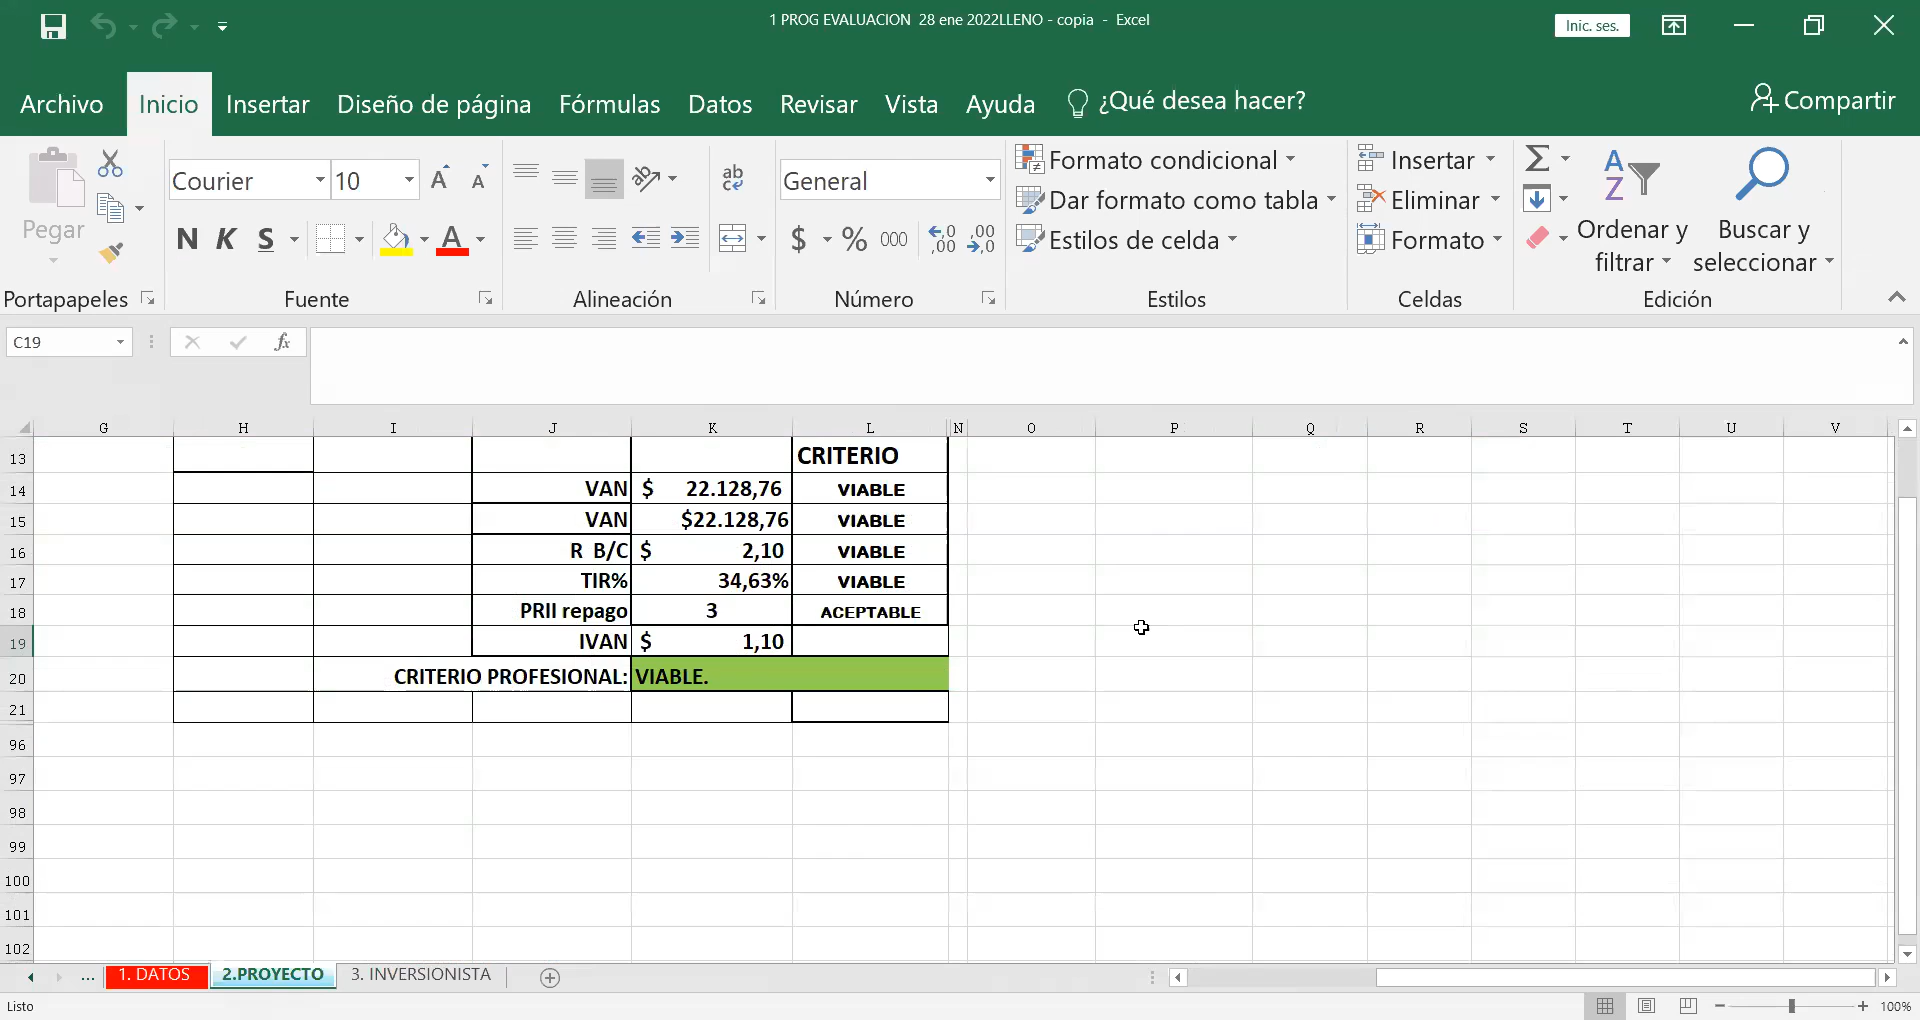 1 PROG EVALUACION 28 ene 2022LLENO - copia - Excel
Inic. ses.
Archivo Inicio Insertar Diseño de página Fórmulas Datos Revisar Vista Ayuda ¿Qué desea hacer? Compartir
Pegar
Portapapeles
Courier 10
N K S A
Fuente
ab
Alineación
General
$ % 000
Número
Formato condicional
Dar formato como tabla
Estilos de celda
Estilos
Insertar
Eliminar
Formato
Celdas
Ordenar y
filtrar
Buscar y
seleccionar
Edición
C19 fx
G H I J K L N O P Q R S T U V
13 CRITERIO
14 VAN $ 22.128,76 VIABLE
15 VAN $22.128,76 VIABLE
16 R B/C $ 2,10 VIABLE
17 TIR% 34,63% VIABLE
18 PRII repago 3 ACEPTABLE
19 IVAN $ 1,10
20 CRITERIO PROFESIONAL: VIABLE.
21
96
97
98
99
100
101
102
... 1. DATOS 2.PROYECTO 3. INVERSIONISTA
Listo 100%